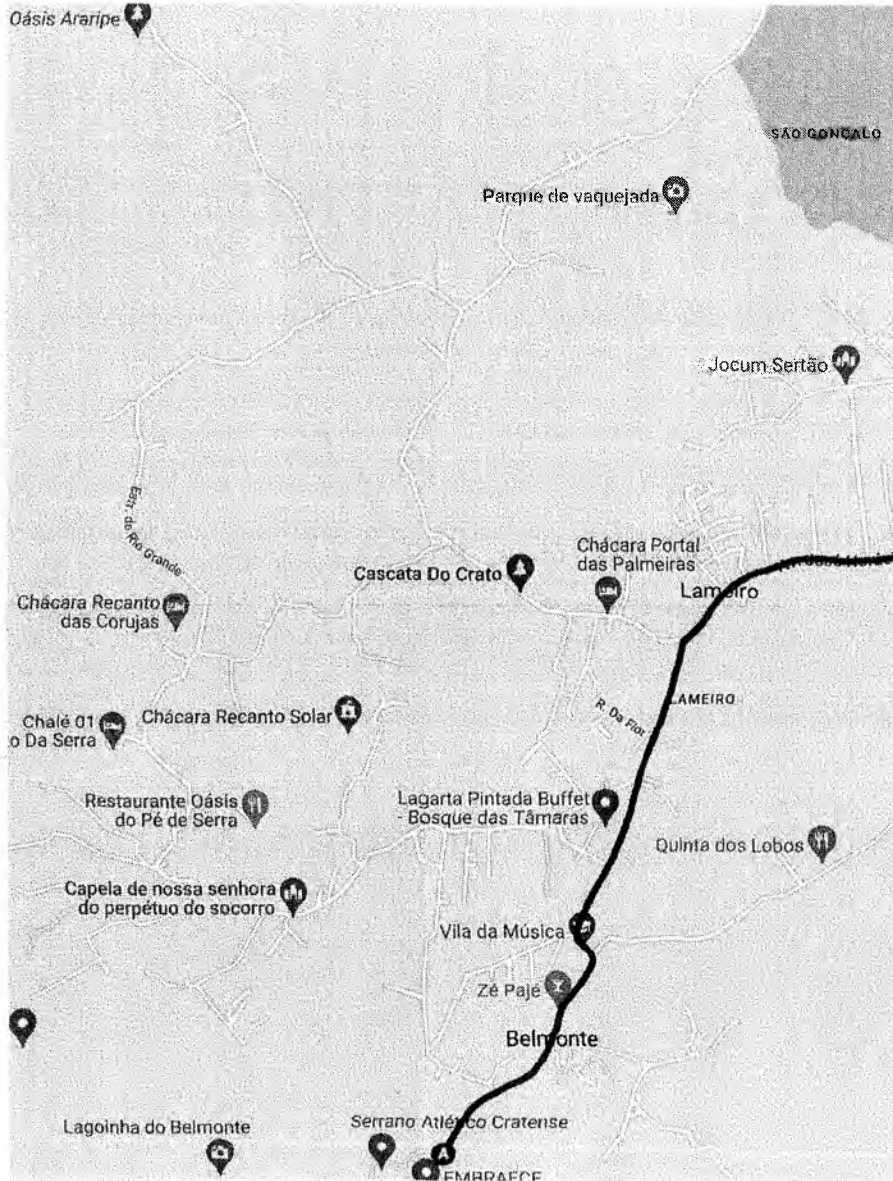 Oásis Araripe
SÃO GONÇALO
Parque de vaquejada
Jocum Sertão
Estr. do Rio Grande
Chácara Portal
das Palmeiras
Cascata Do Crato
Lameiro
Chácara Recanto
das Corujas
LAMEIRO
R. Da Flor
Chácara Recanto Solar
Chalé 01
o Da Serra
Restaurante Oásis
do Pé de Serra
Lagarta Pintada Buffet
- Bosque das Tâmaras
Quinta dos Lobos
Capela de nossa senhora
do perpétuo do socorro
Vila da Música
Zé Pajé
Belmonte
Serrano Atlético Cratense
Lagoinha do Belmonte
A
EMBRAECE